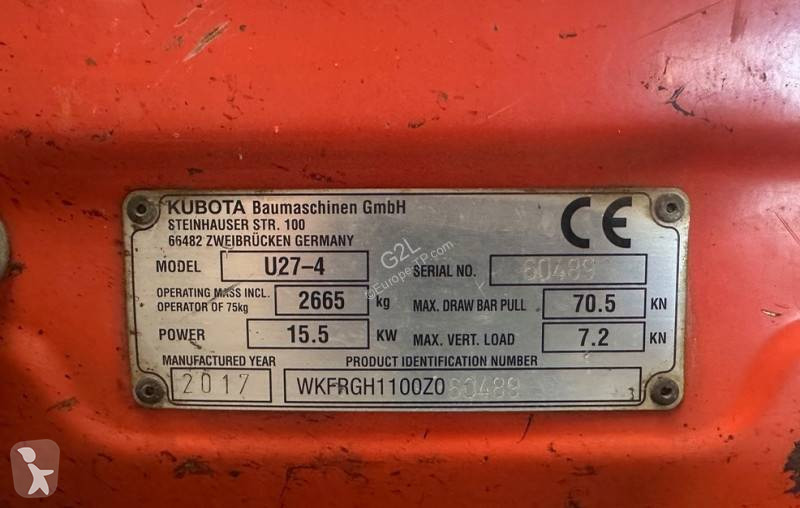 KUBOTA Baumaschinen GmbH
STEINHAUSER STR. 100
66482 ZWEIBRÜCKEN GERMANY
CE
MODEL U27-4 SERIAL NO. 60489
OPERATING MASS INCL.
OPERATOR OF 75kg 2665 kg MAX. DRAW BAR PULL 70.5 KN
POWER 15.5 KW MAX. VERT. LOAD 7.2 KN
MANUFACTURED YEAR PRODUCT IDENTIFICATION NUMBER
2017 WKFRGH1100Z060489
G2L
©Europe-TP.com